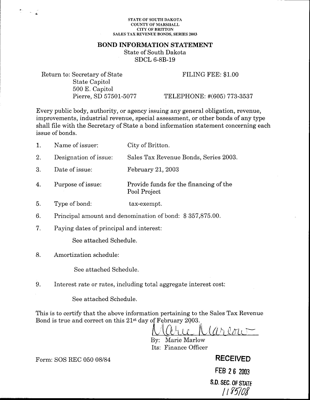 STATE OF SOUTH DAKOTA
COUNTY OF MARSHALL
CITY OF BRITTON
SALES TAX REVENUE BONDS, SERIES 2003
BOND INFORMATION STATEMENT
State of South Dakota
SDCL 6-8B-19
Return to: Secretary of State FILING FEE: $1.00
State Capitol
500 E. Capitol
Pierre, SD 57501-5077 TELEPHONE: #(605) 773-3537
Every public body, authority, or agency issuing any general obligation, revenue,
improvements, industrial revenue, special assessment, or other bonds of any type
shall file with the Secretary of State a bond information statement concerning each
issue of bonds.
1. Name of issuer: City of Britton.
2. Designation of issue: Sales Tax Revenue Bonds, Series 2003.
3. Date of issue: February 21, 2003
4. Purpose of issue: Provide funds for the financing of the
Pool Project
5. Type of bond: tax-exempt.
6. Principal amount and denomination of bond: $ 357,875.00.
7. Paying dates of principal and interest:
See attached Schedule.
8. Amortization schedule:
See attached Schedule.
9. Interest rate or rates, including total aggregate interest cost:
See attached Schedule.
This is to certify that the above information pertaining to the Sales Tax Revenue
Bond is true and correct on this 21st day of February 2003.
Marie Marlow
By: Marie Marlow
Its: Finance Officer
Form: SOS REC 050 08/84
RECEIVED
FEB 26 2003
S.D. SEC. OF STATE
1185108